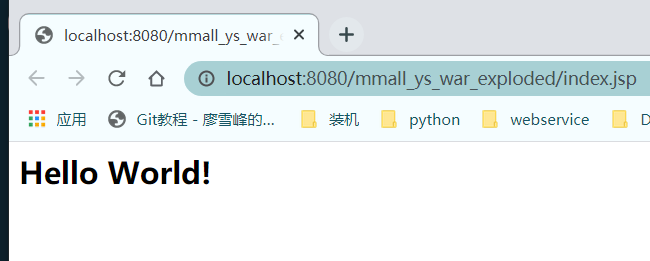 localhost:8080/mmall_ys_war_e
localhost:8080/mmall_ys_war_exploded/index.jsp
应用 Git教程 - 廖雪峰的... 装机 python webservice D
Hello World!